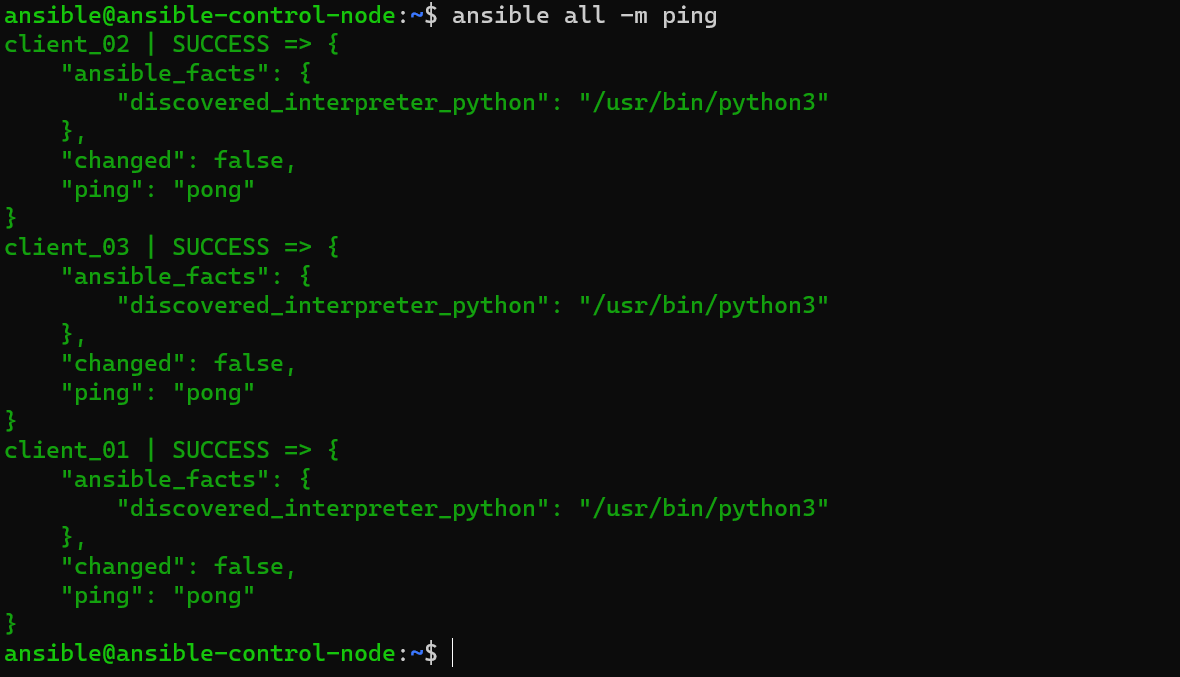 ansible@ansible-control-node:~$ ansible all -m ping
client_02 | SUCCESS => {
    "ansible_facts": {
        "discovered_interpreter_python": "/usr/bin/python3"
    },
    "changed": false,
    "ping": "pong"
}
client_03 | SUCCESS => {
    "ansible_facts": {
        "discovered_interpreter_python": "/usr/bin/python3"
    },
    "changed": false,
    "ping": "pong"
}
client_01 | SUCCESS => {
    "ansible_facts": {
        "discovered_interpreter_python": "/usr/bin/python3"
    },
    "changed": false,
    "ping": "pong"
}
ansible@ansible-control-node:~$